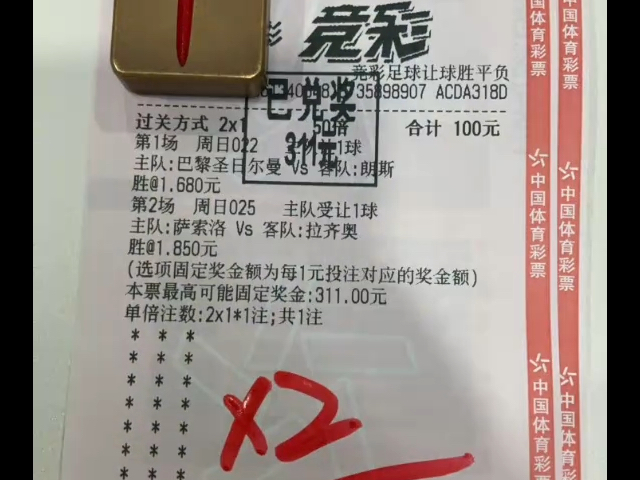 竞彩
竞彩足球让球胜平负
35898907 ACDA318D
已兑奖
311元
过关方式 2x1 50倍 合计 100元
第1场 周日022 1球
主队:巴黎圣日尔曼 Vs 客队:朗斯
胜@1.680元
第2场 周日025 主队受让1球
主队:萨索洛 Vs 客队:拉齐奥
胜@1.850元
(选项固定奖金额为每1元投注对应的奖金额)
本票最高可能固定奖金:311.00元
单倍注数:2x1*1注;共1注
* * *
* * *
* * *
* * *
* * *
* * *
* * *
x2
中国体育彩票
中国体育彩票
中国体育彩票
中国体育彩票
中国体育彩票
中国体育彩票